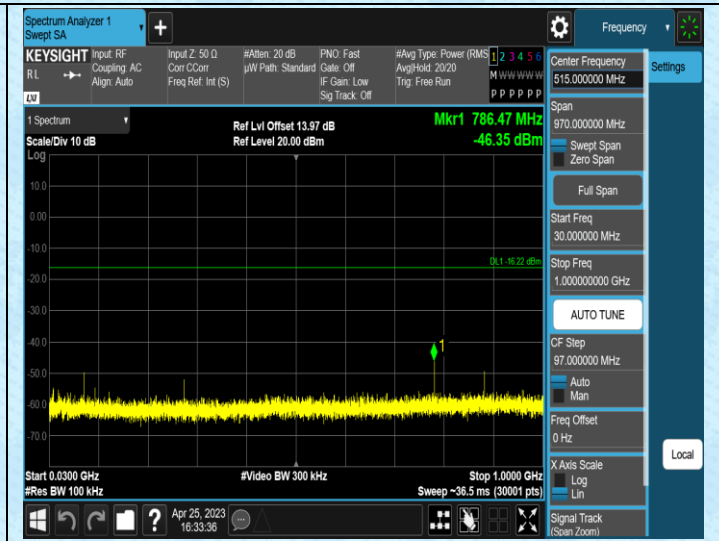 Spectrum Analyzer 1
Swept SA
+
Frequency
KEYSIGHT
RL
LXI
Input: RF
Coupling: AC
Align: Auto
Input Z: 50 Ω
Corr CCorr
Freq Ref: Int (S)
#Atten: 20 dB
µW Path: Standard
PNO: Fast
Gate: Off
IF Gain: Low
Sig Track: Off
#Avg Type: Power (RMS
Avg|Hold: 20/20
Trig: Free Run
1 2 3 4 5 6
M W W W W W
P P P P P P
1 Spectrum
Scale/Div 10 dB
Log
Ref Lvl Offset 13.97 dB
Ref Level 20.00 dBm
Mkr1 786.47 MHz
-46.35 dBm
10.0
0.00
-10.0
DL1 -16.22 dBm
-20.0
-30.0
-40.0
1
-50.0
-60.0
-70.0
Start 0.0300 GHz
#Res BW 100 kHz
#Video BW 300 kHz
Stop 1.0000 GHz
Sweep ~36.5 ms (30001 pts)
?
Apr 25, 2023
16:33:36
Center Frequency
515.000000 MHz
Span
970.000000 MHz
Swept Span
Zero Span
Full Span
Start Freq
30.000000 MHz
Stop Freq
1.000000000 GHz
AUTO TUNE
CF Step
97.000000 MHz
Auto
Man
Freq Offset
0 Hz
X Axis Scale
Log
Lin
Signal Track
(Span Zoom)
Settings
Local